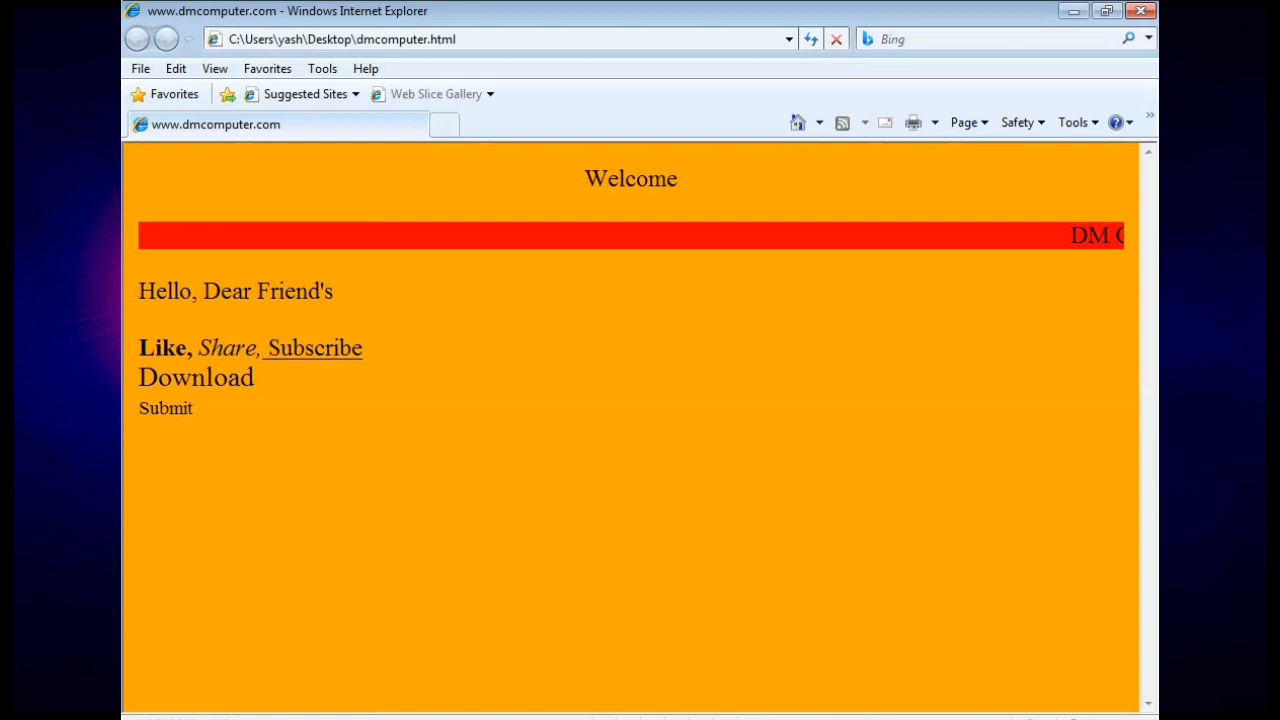 www.dmcomputer.com - Windows Internet Explorer
C:\Users\yash\Desktop\dmcomputer.html Bing
File Edit View Favorites Tools Help
Favorites Suggested Sites Web Slice Gallery
www.dmcomputer.com Page Safety Tools
Welcome
DM
Hello, Dear Friend's
Like, Share, Subscribe
Download
Submit